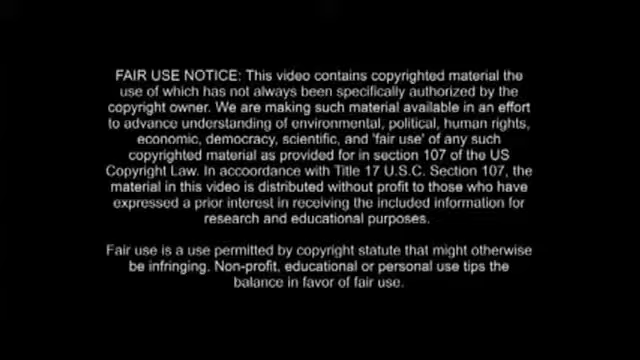 FAIR USE NOTICE: This video contains copyrighted material the
use of which has not always been specifically authorized by the
copyright owner. We are making such material available in an effort
to advance understanding of environmental, political, human rights,
economic, democracy, scientific, and 'fair use' of any such
copyrighted material as provided for in section 107 of the US
Copyright Law. In accoordance with Title 17 U.S.C. Section 107, the
material in this video is distributed without profit to those who have
expressed a prior interest in receiving the included information for
research and educational purposes.
Fair use is a use permitted by copyright statute that might otherwise
be infringing. Non-profit, educational or personal use tips the
balance in favor of fair use.